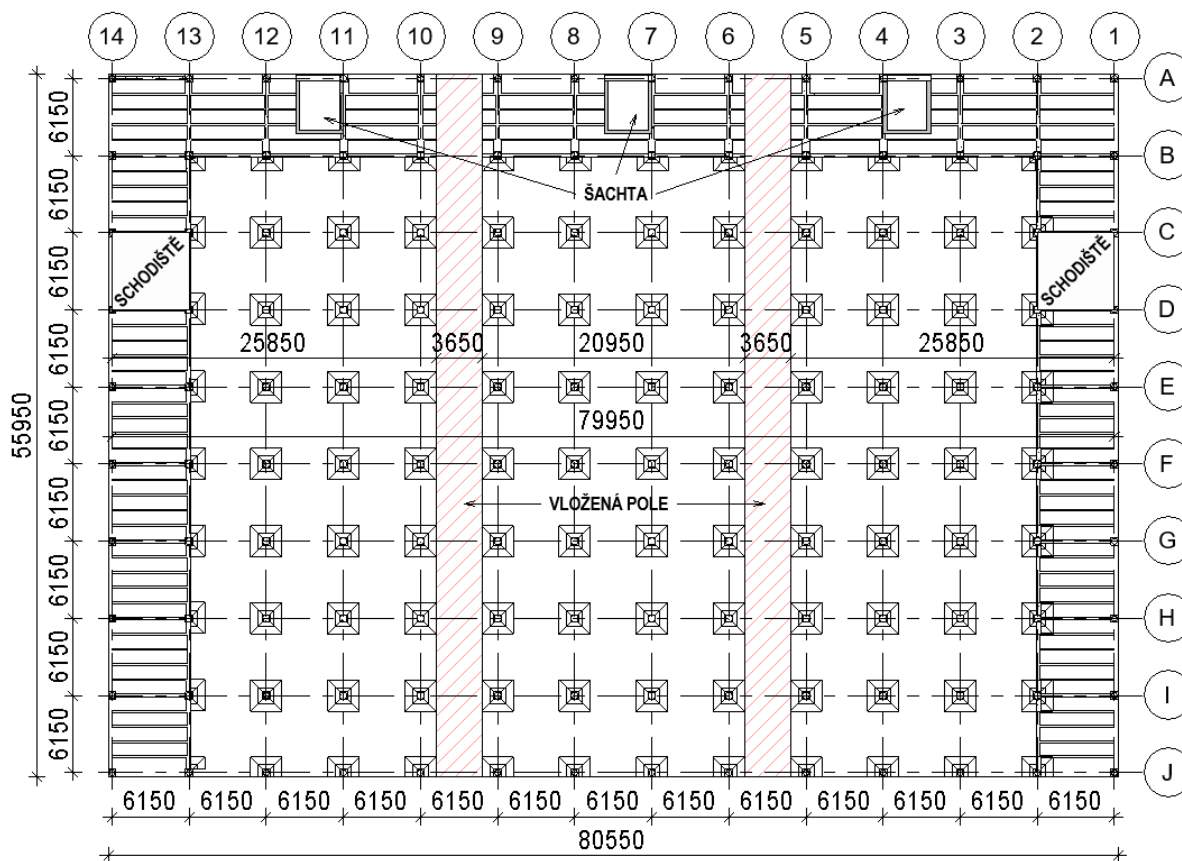 14 13 12 11 10 9 8 7 6 5 4 3 2 1
A
6150
B
6150
ŠACHTA
C
6150
SCHODIŠTĚ
SCHODIŠTĚ
D
6150
25850 3650 20950 3650 25850
E
55950
79950
6150
F
VLOŽENÁ POLE
6150
G
6150
H
6150
I
6150
J
6150 6150 6150 6150 6150 6150 6150 6150 6150 6150 6150 6150 6150
80550